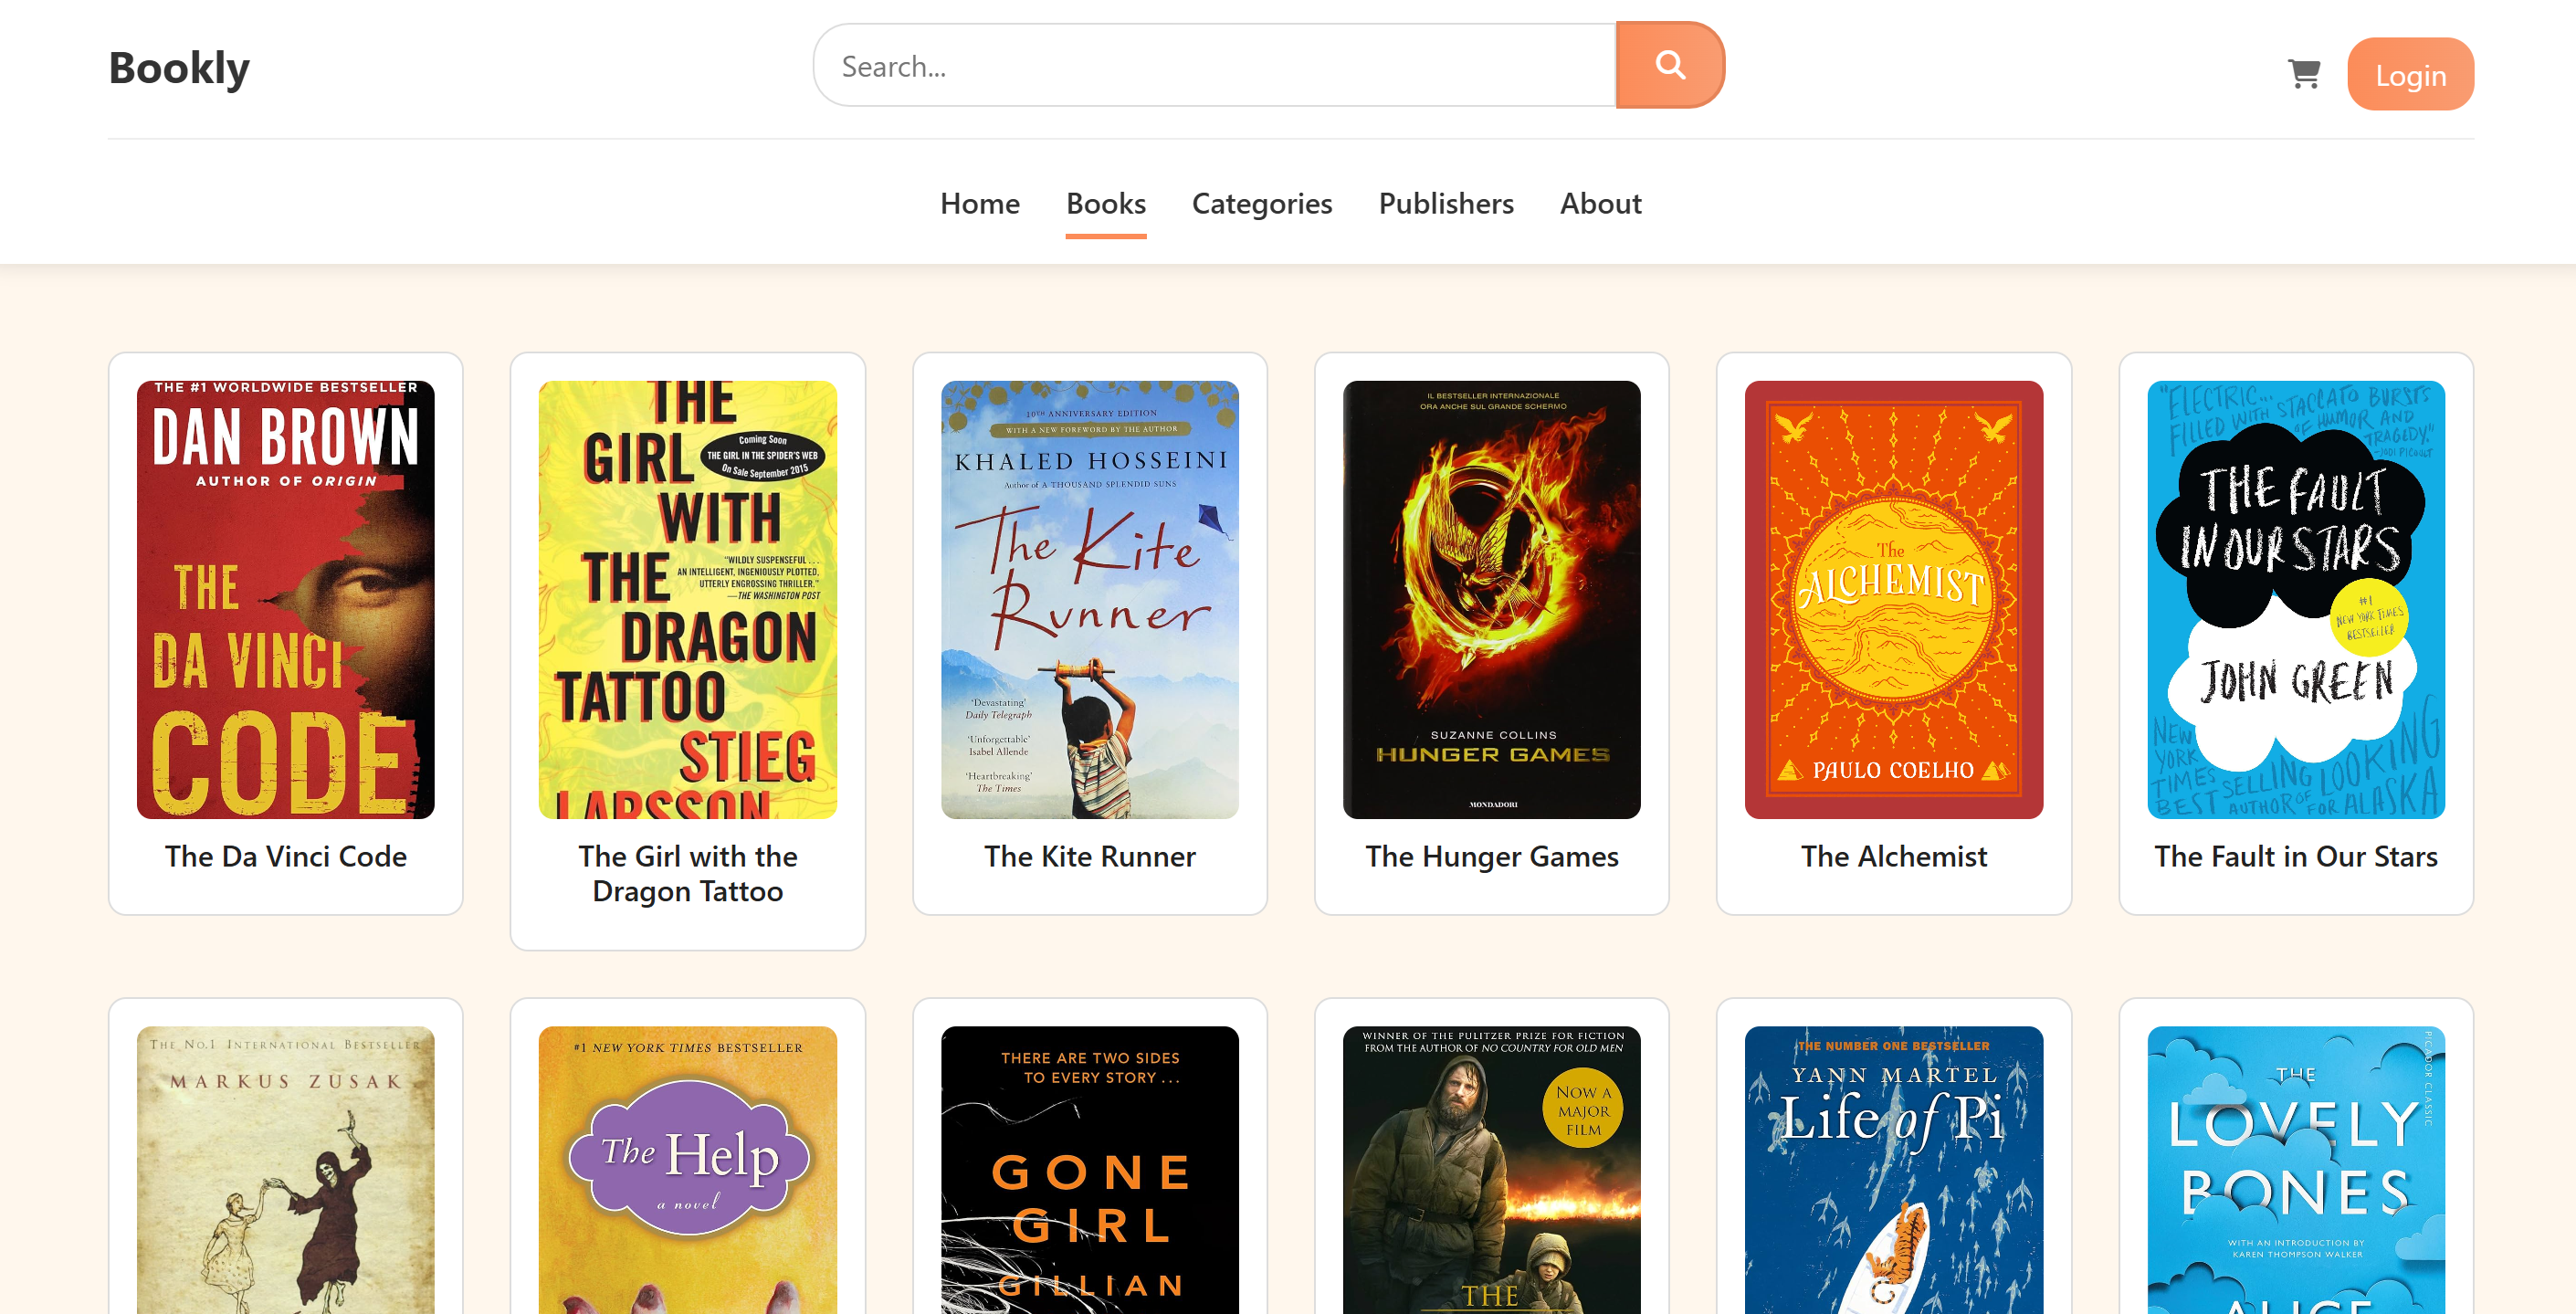 Bookly
Search...
Login
Home
Books
Categories
Publishers
About
THE #1 WORLDWIDE BESTSELLER
DAN BROWN
AUTHOR OF ORIGIN
THE
DA VINCI
CODE
The Da Vinci Code
THE
GIRL
Coming Soon
THE GIRL IN THE SPIDER'S WEB
On Sale September 2015
WITH
"WILDLY SUSPENSEFUL . . .
AN INTELLIGENT, INGENIOUSLY PLOTTED,
UTTERLY ENGROSSING THRILLER."
—THE WASHINGTON POST
THE
DRAGON
TATTOO
STIEG
LARSSON
The Girl with the
Dragon Tattoo
10TH ANNIVERSARY EDITION
WITH A NEW FOREWORD BY THE AUTHOR
KHALED HOSSEINI
Author of A THOUSAND SPLENDID SUNS
The Kite
Runner
'Devastating'
Daily Telegraph
'Unforgettable'
Isabel Allende
'Heartbreaking'
The Times
The Kite Runner
IL BESTSELLER INTERNAZIONALE
ORA ANCHE SUL GRANDE SCHERMO
SUZANNE COLLINS
HUNGER GAMES
MONDADORI
The Hunger Games
The
ALCHEMIST
PAULO COELHO
The Alchemist
"ELECTRIC...
FILLED WITH STACCATO BURSTS
OF HUMOR AND
TRAGEDY."
-JODI PICOULT
THE FAULT
IN OUR STARS
#1
NEW YORK TIMES
BESTSELLER
JOHN GREEN
NEW
YORK
TIMES
BESTSELLING
AUTHOR OF
LOOKING
FOR ALASKA
The Fault in Our Stars
THE NO.1 INTERNATIONAL BESTSELLER
MARKUS ZUSAK
#1 NEW YORK TIMES BESTSELLER
The Help
a novel
THERE ARE TWO SIDES
TO EVERY STORY . . .
GONE
GIRL
GILLIAN
WINNER OF THE PULITZER PRIZE FOR FICTION
FROM THE AUTHOR OF NO COUNTRY FOR OLD MEN
NOW A
MAJOR
FILM
THE
THE NUMBER ONE BESTSELLER
YANN MARTEL
Life of Pi
PICADOR CLASSIC
THE
LOVELY
BONES
WITH AN INTRODUCTION BY
KAREN THOMPSON WALKER
ALICE